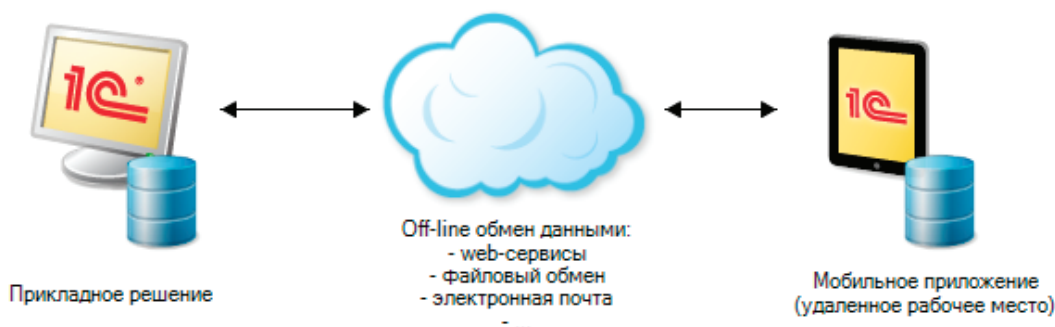 1С
1С
Off-line обмен данными:
- web-сервисы
- файловый обмен
- электронная почта
- ...
Прикладное решение
Мобильное приложение
(удаленное рабочее место)